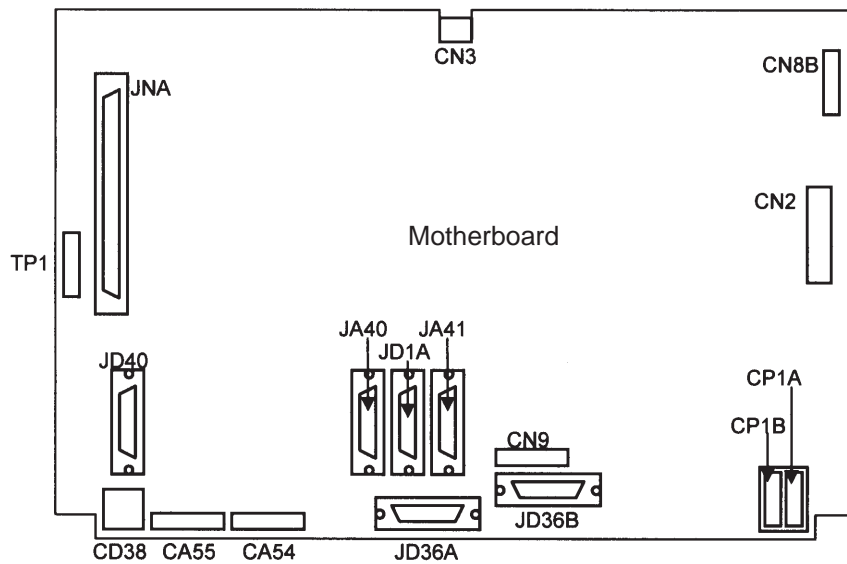 CN3
CN8B
JNA
CN2
Motherboard
TP1
JA40
JA41
JD1A
JD40
CP1A
CP1B
CN9
JD36B
CD38
CA55
CA54
JD36A